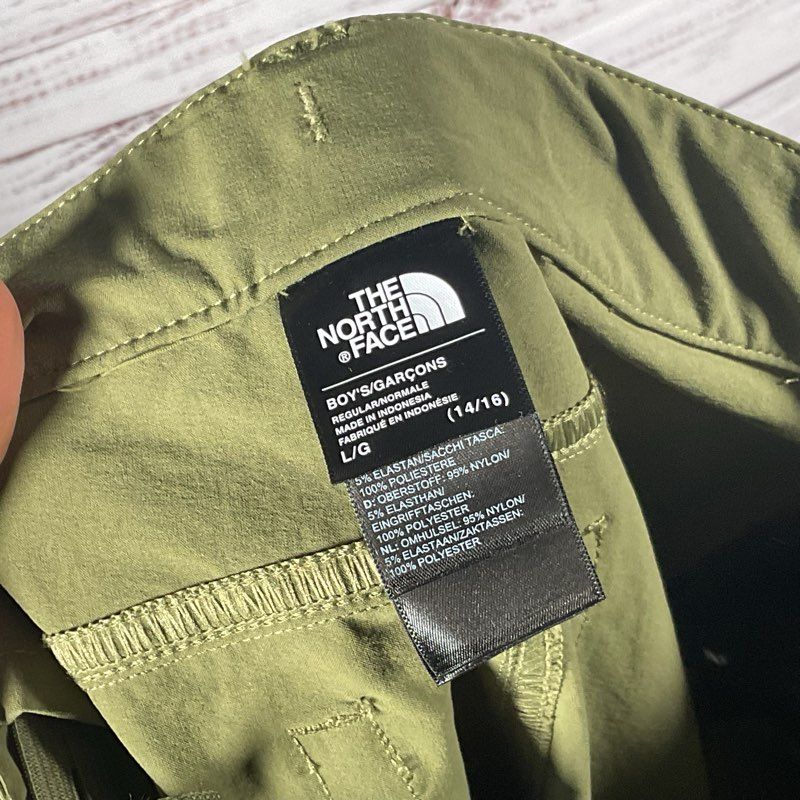 THE
NORTH
FACE
®
BOY'S/GARÇONS
REGULAR/NORMALE
MADE IN INDONESIA
FABRIQUÉ EN INDONÉSIE
L/G (14/16)
5% ELASTAN/SACCHI TASCA:
100% POLIESTERE
D: OBERSTOFF: 95% NYLON/
5% ELASTHAN/
EINGRIFFTASCHEN:
100% POLYESTER
NL: OMHULSEL: 95% NYLON/
5% ELASTAAN/ZAKTASSEN:
100% POLYESTER